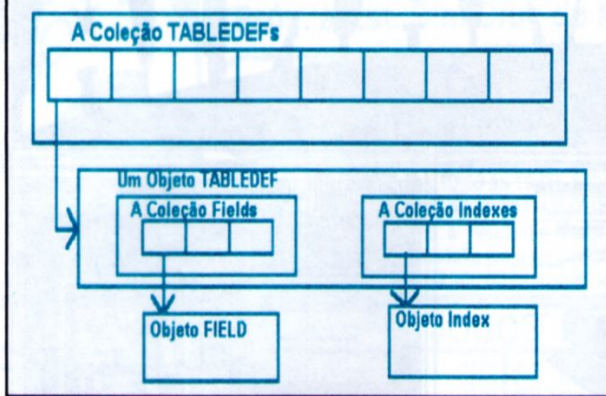 A Coleção TABLEDEFs
Um Objeto TABLEDEF
A Coleção Fields
A Coleção Indexes
Objeto FIELD
Objeto Index